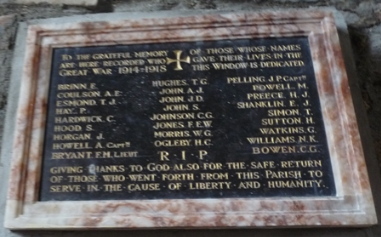 TO THE GRATEFUL MEMORY OF THOSE WHOSE NAMES
ARE HERE RECORDED WHO GAVE THEIR LIVES IN THE
GREAT WAR 1914-1918 THIS WINDOW IS DEDICATED
BRINN E.
COULSON A.E.
ESMOND T.J.
HAY. P.
HARDWICK. C.
HOOD S.
HORGAN. J.
HOWELL. A. CAPTN
BRYANT. F.H. LIEUT.
HUGHES. T.G.
JOHN A.J.
JOHN J.D.
JOHN S.
JOHNSON C.G.
JONES F.E.W.
MORRIS. W.G.
OGLEBY H.C.
R · I · P
PELLING J.P. CAPTN
POWELL. M.
PREECE H.J.
SHANKLIN E.J.
SIMON T.
SUTTON H.
WATKINS. G.
WILLIAMS. N.K.
BOWEN. C.G.
GIVING THANKS TO GOD ALSO FOR THE SAFE RETURN
OF THOSE WHO WENT FORTH FROM THIS PARISH TO
SERVE IN THE CAUSE OF LIBERTY AND HUMANITY.